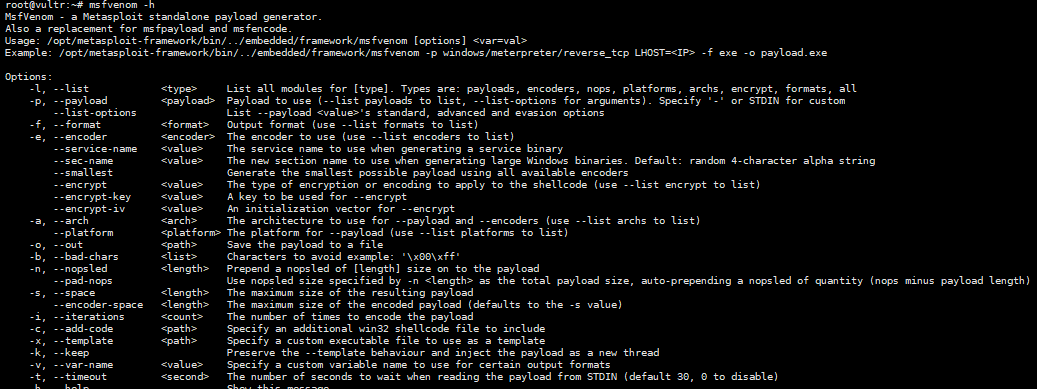 root@vultr:~# msfvenom -h
MsfVenom - a Metasploit standalone payload generator.
Also a replacement for msfpayload and msfencode.
Usage: /opt/metasploit-framework/bin/../embedded/framework/msfvenom [options] <var=val>
Example: /opt/metasploit-framework/bin/../embedded/framework/msfvenom -p windows/meterpreter/reverse_tcp LHOST=<IP> -f exe -o payload.exe
Options:
-l, --list <type> List all modules for [type]. Types are: payloads, encoders, nops, platforms, archs, encrypt, formats, all
-p, --payload <payload> Payload to use (--list payloads to list, --list-options for arguments). Specify '-' or STDIN for custom
--list-options List --payload <value>'s standard, advanced and evasion options
-f, --format <format> Output format (use --list formats to list)
-e, --encoder <encoder> The encoder to use (use --list encoders to list)
--service-name <value> The service name to use when generating a service binary
--sec-name <value> The new section name to use when generating large Windows binaries. Default: random 4-character alpha string
--smallest Generate the smallest possible payload using all available encoders
--encrypt <value> The type of encryption or encoding to apply to the shellcode (use --list encrypt to list)
--encrypt-key <value> A key to be used for --encrypt
--encrypt-iv <value> An initialization vector for --encrypt
-a, --arch <arch> The architecture to use for --payload and --encoders (use --list archs to list)
--platform <platform> The platform for --payload (use --list platforms to list)
-o, --out <path> Save the payload to a file
-b, --bad-chars <list> Characters to avoid example: '\x00\xff'
-n, --nopsled <length> Prepend a nopsled of [length] size on to the payload
--pad-nops Use nopsled size specified by -n <length> as the total payload size, auto-prepending a nopsled of quantity (nops minus payload length)
-s, --space <length> The maximum size of the resulting payload
--encoder-space <length> The maximum size of the encoded payload (defaults to the -s value)
-i, --iterations <count> The number of times to encode the payload
-c, --add-code <path> Specify an additional win32 shellcode file to include
-x, --template <path> Specify a custom executable file to use as a template
-k, --keep Preserve the --template behaviour and inject the payload as a new thread
-v, --var-name <value> Specify a custom variable name to use for certain output formats
-t, --timeout <second> The number of seconds to wait when reading the payload from STDIN (default 30, 0 to disable)
-h, --help Show this message